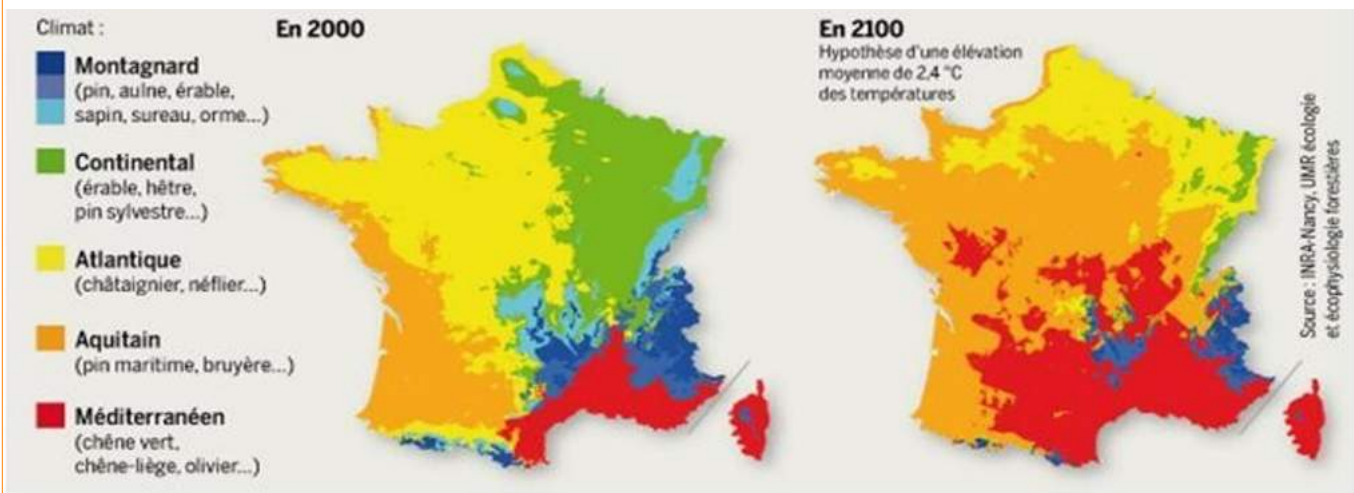 Climat :
Montagnard
(pin, aulne, érable,
sapin, sureau, orme...)
Continental
(érable, hêtre,
pin sylvestre...)
Atlantique
(châtaignier, néflier...)
Aquitain
(pin maritime, bruyère...)
Méditerranéen
(chêne vert,
chêne-liège, olivier...)
En 2000
En 2100
Hypothèse d'une élévation
moyenne de 2,4 °C
des températures
Source : INRA-Nancy, UMR écologie
et écophysiologie forestières